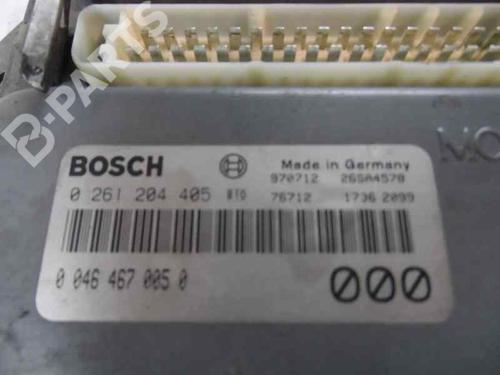 B-PARTS
MO
BOSCH
Made in Germany
970712 26SA4578
0 261 204 405 76712 1736 2099
0 046 467 005 0
000